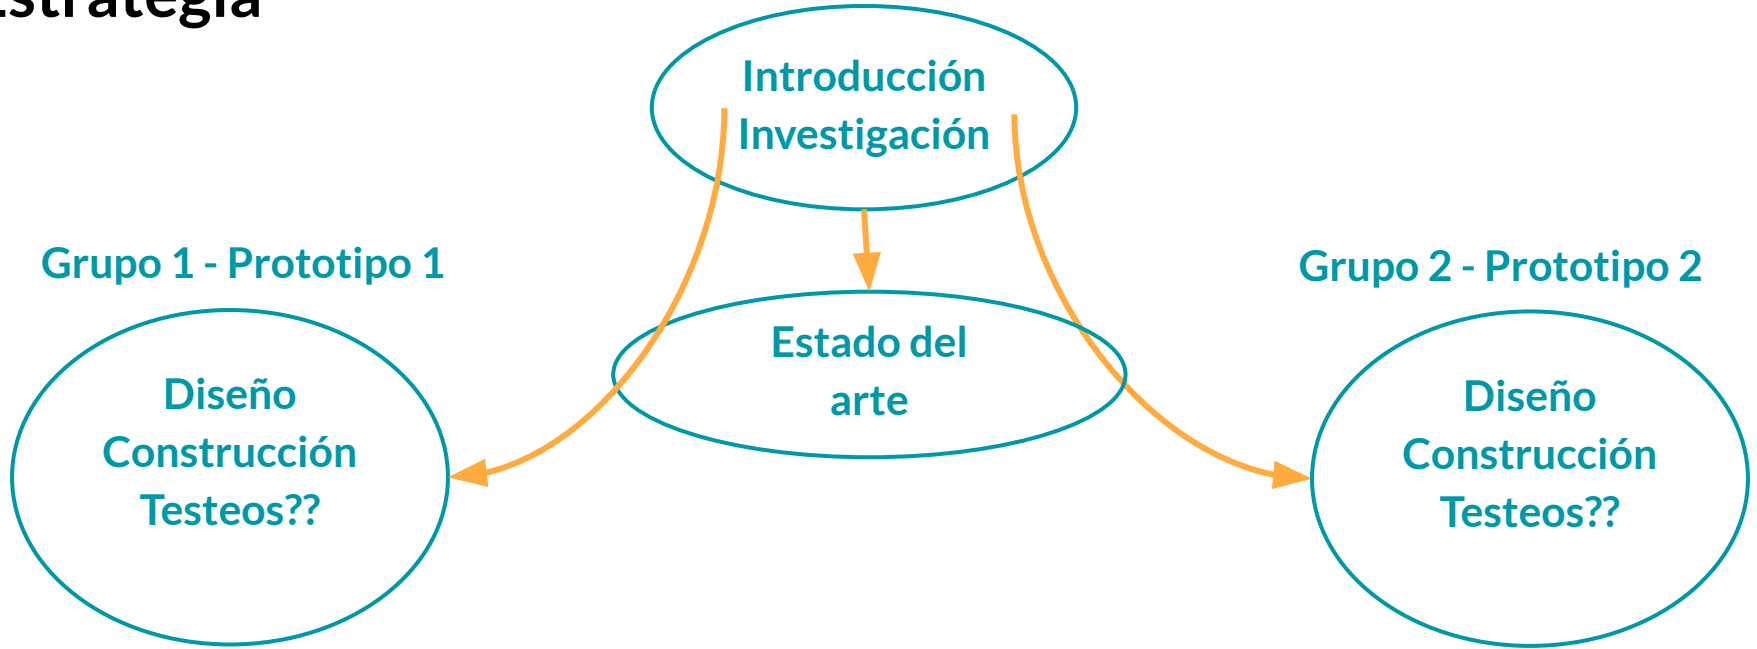 Estrategia
Introducción
Investigación
Grupo 1 - Prototipo 1
Grupo 2 - Prototipo 2
Estado del
arte
Diseño
Construcción
Testeos??
Diseño
Construcción
Testeos??